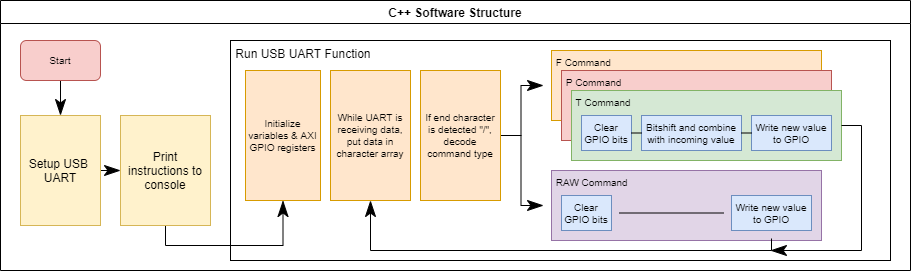 C++ Software Structure
Start
Setup USB
UART
Print
instructions to
console
Run USB UART Function
Initialize
variables & AXI
GPIO registers
While UART is
receiving data,
put data in
character array
If end character
is detected "/",
decode
command type
F Command
P Command
T Command
Clear
GPIO bits
Bitshift and combine
with incoming value
Write new value
to GPIO
RAW Command
Clear
GPIO bits
Write new value
to GPIO